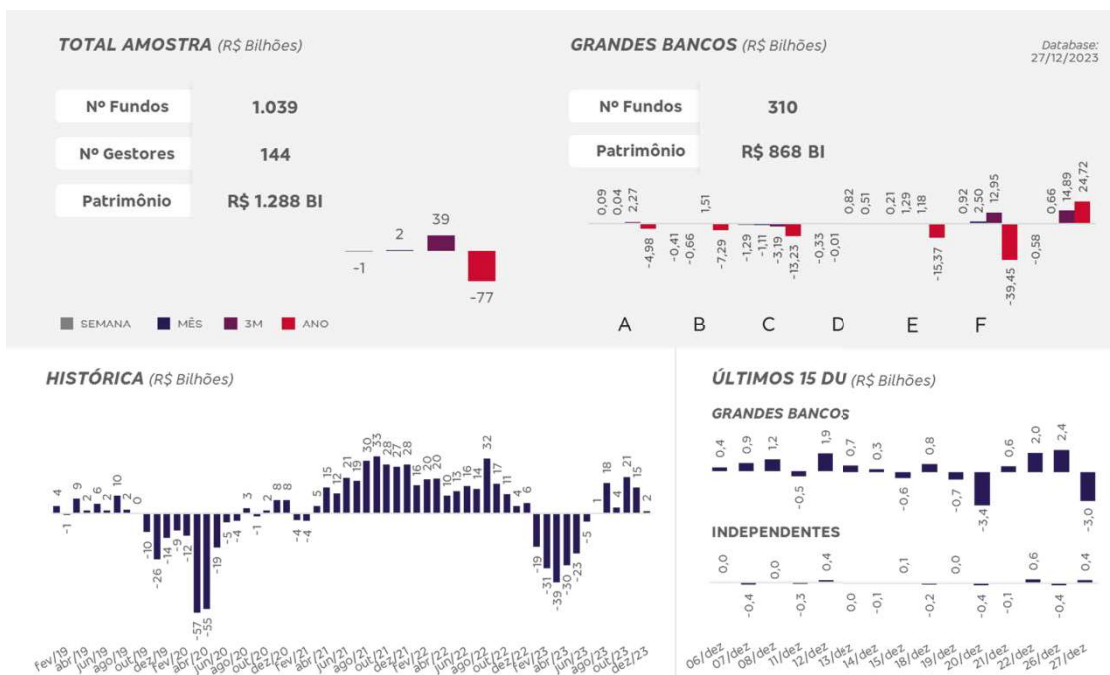 TOTAL AMOSTRA (R$ Bilhões)
Nº Fundos 1.039
Nº Gestores 144
Patrimônio R$ 1.288 BI
-1 2 39 -77
SEMANA MÊS 3M ANO
GRANDES BANCOS (R$ Bilhões)
Database:
27/12/2023
Nº Fundos 310
Patrimônio R$ 868 BI
0,09 0,04 2,27 -4,98 -0,41 -0,66 1,51 -7,29 -1,29 -1,11 -3,19 -13,23 -0,33 -0,01 0,82 0,51 0,21 1,29 1,18 -15,37 0,92 2,50 12,95 -39,45 -0,58 0,66 14,89 24,72
A B C D E F
HISTÓRICA (R$ Bilhões)
4 -1 9 2 6 2 10 2 0 -10 -26 -14 -9 -12 -57 -55 -19 -5 -4 3 -1 2 8 8 -4 -4 5 15 12 21 19 30 33 28 27 28 16 20 20 10 13 16 14 32 17 11 4 6 -19 -31 -39 -30 -23 -5 1 18 4 21 15 2
fev/19 abr/19 jun/19 ago/19 out/19 dez/19 fev/20 abr/20 jun/20 ago/20 out/20 dez/20 fev/21 abr/21 jun/21 ago/21 out/21 dez/21 fev/22 abr/22 jun/22 ago/22 out/22 dez/22 fev/23 abr/23 jun/23 ago/23 out/23 dez/23
ÚLTIMOS 15 DU (R$ Bilhões)
GRANDES BANCOS
0,4 0,9 1,2 -0,5 1,9 0,7 0,3 -0,6 0,8 -0,7 -3,4 0,6 2,0 2,4 -3,0
INDEPENDENTES
0,0 -0,4 0,0 -0,3 0,4 0,0 -0,1 0,1 -0,2 0,0 -0,4 -0,1 0,6 -0,4 0,4
06/dez 07/dez 08/dez 11/dez 12/dez 13/dez 14/dez 15/dez 18/dez 19/dez 20/dez 21/dez 22/dez 26/dez 27/dez